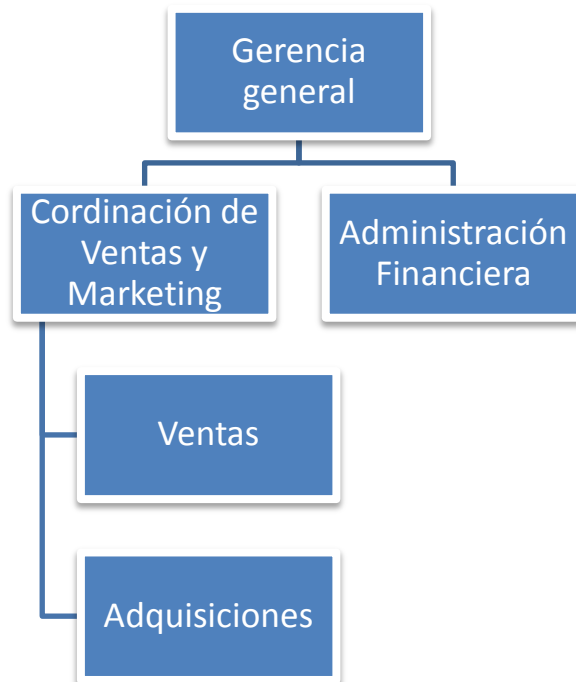 Gerencia
general
Cordinación de
Ventas y
Marketing
Administración
Financiera
Ventas
Adquisiciones